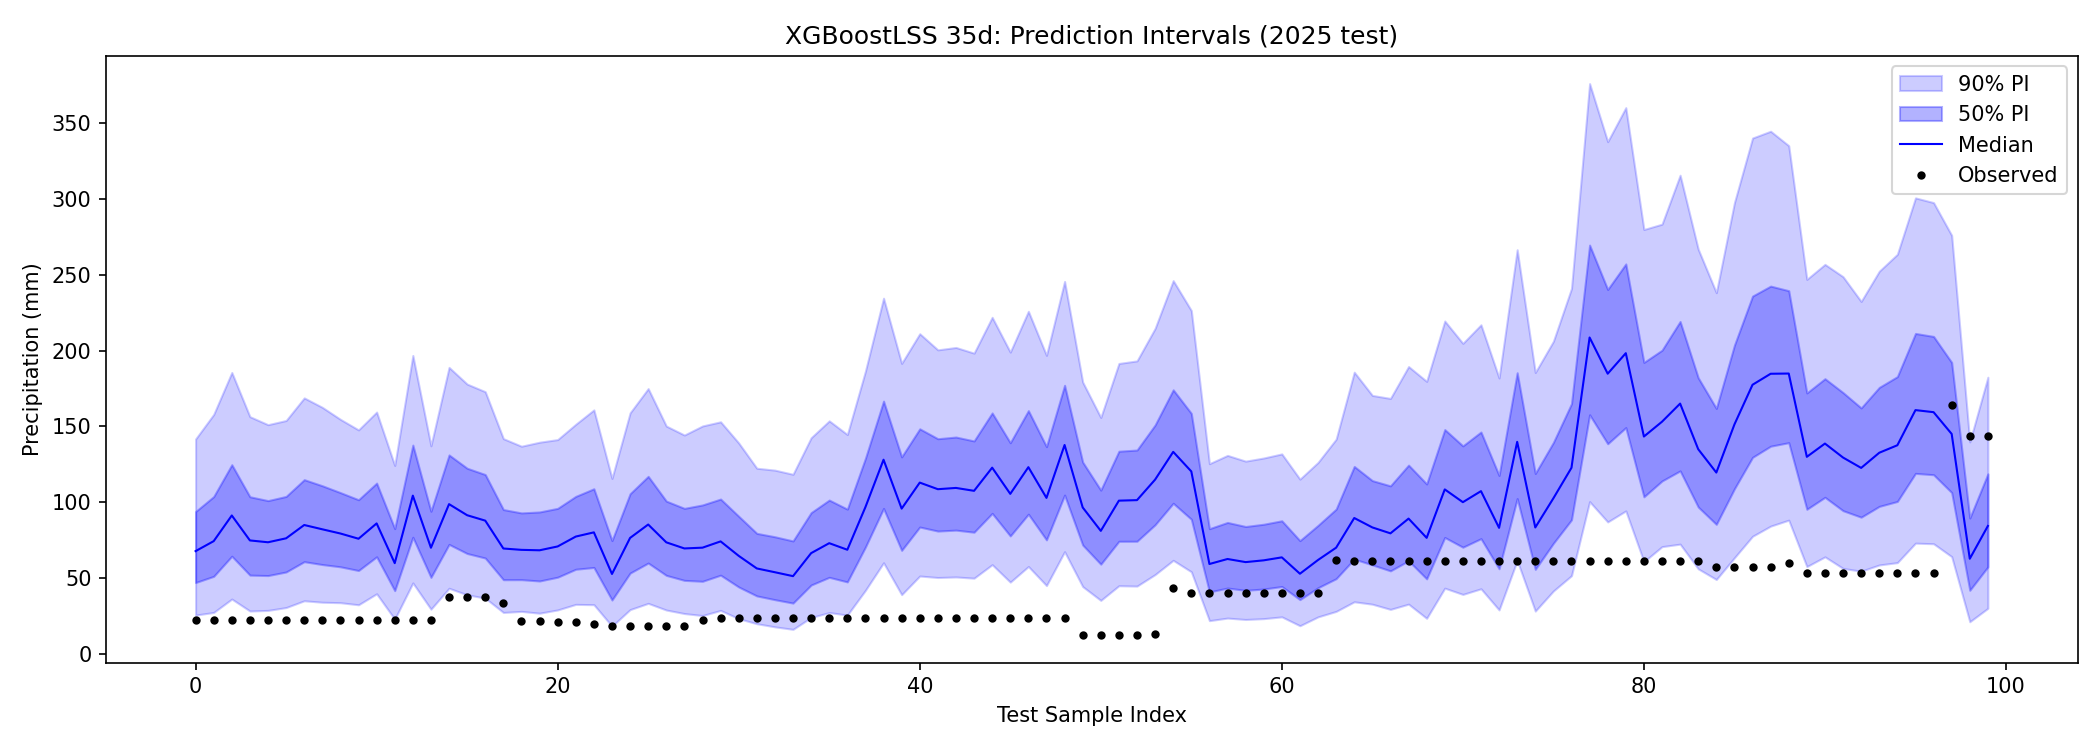 XGBoostLSS 35d: Prediction Intervals (2025 test)
90% PI
50% PI
Median
Observed
Precipitation (mm)
350
300
250
200
150
100
50
0
0 20 40 60 80 100
Test Sample Index